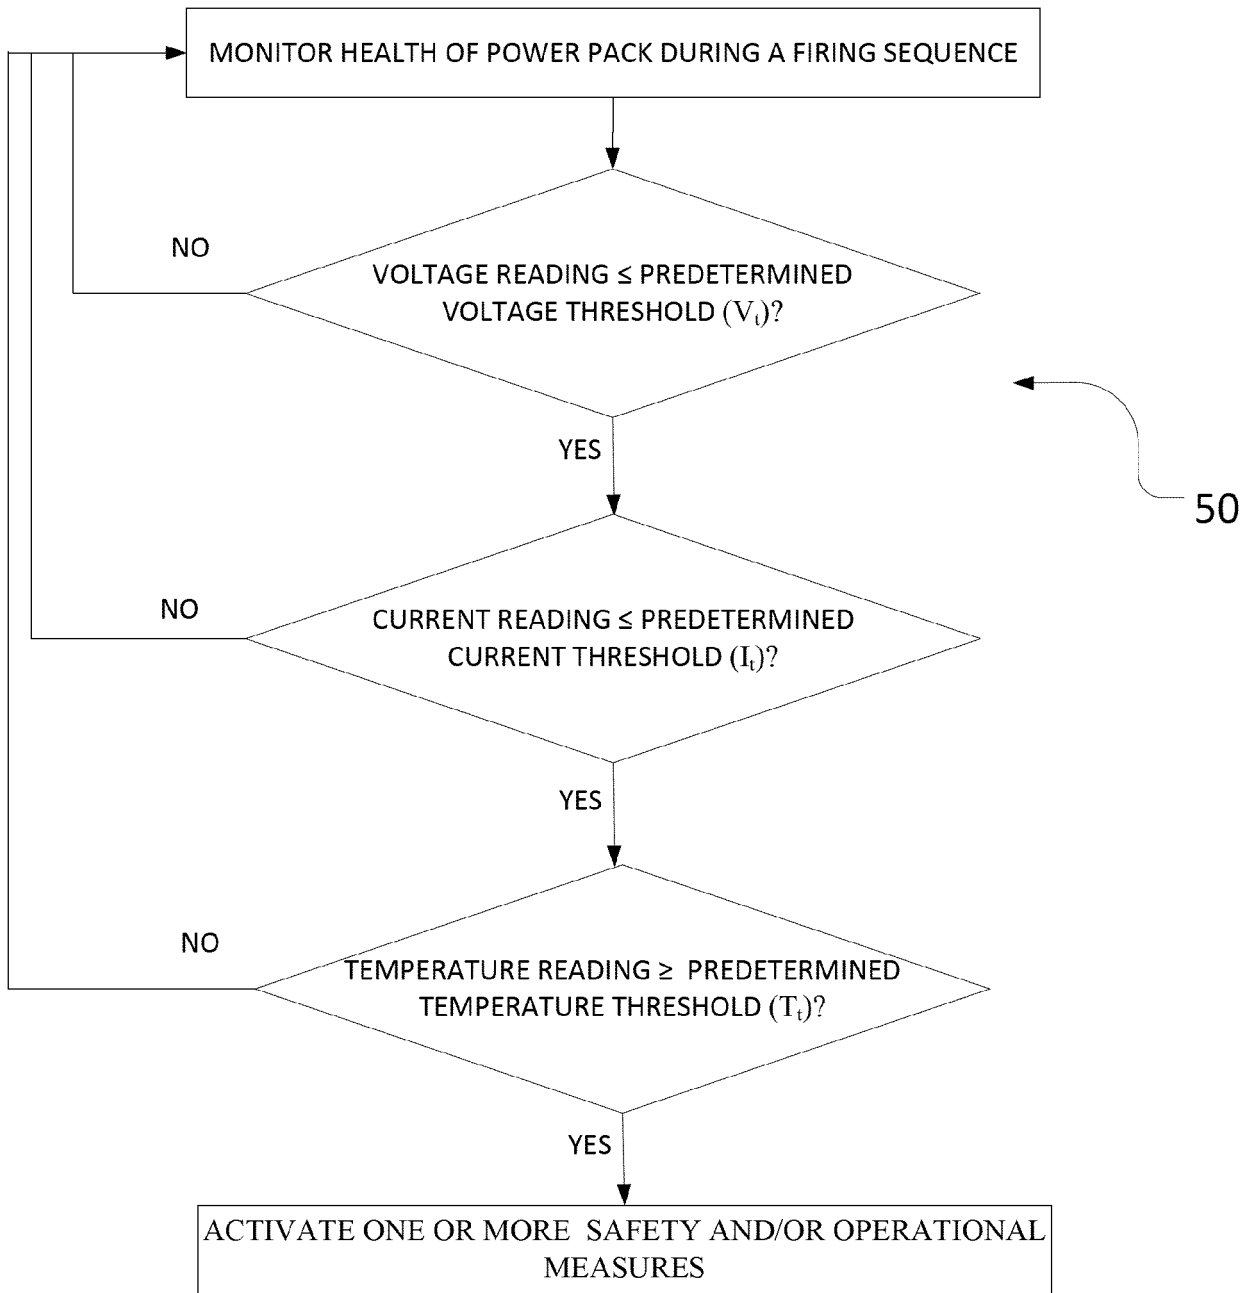 MONITOR HEALTH OF POWER PACK DURING A FIRING SEQUENCE
NO
VOLTAGE READING ≤ PREDETERMINED
VOLTAGE THRESHOLD (Vt)?
YES
50
NO
CURRENT READING ≤ PREDETERMINED
CURRENT THRESHOLD (It)?
YES
NO
TEMPERATURE READING ≥ PREDETERMINED
TEMPERATURE THRESHOLD (Tt)?
YES
ACTIVATE ONE OR MORE SAFETY AND/OR OPERATIONAL
MEASURES